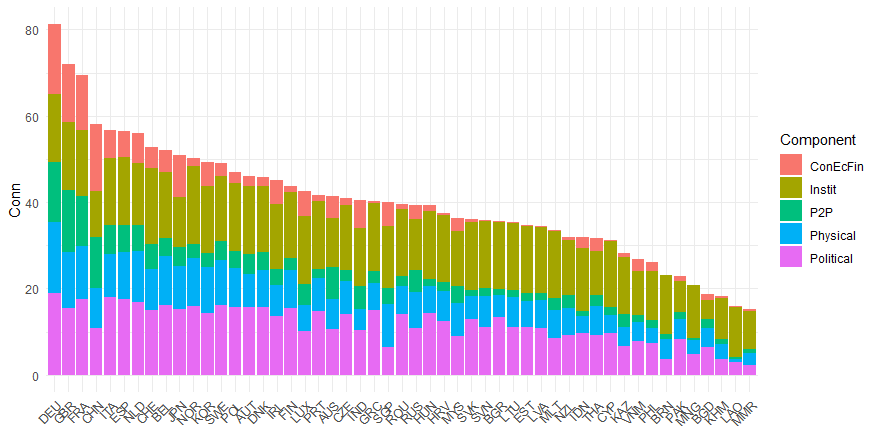 Conn
80
60
40
20
0
DEU GBR FRA CHN ITA ESP NLD CHE BEL JPN NOR KOR SWE POL AUT DNK IRL FIN LUX PRT AUS CZE IND GRC SGP ROU RUS HUN HRV MYS SVK SVN BGR LTU EST LVA MLT NZL IDN THA CYP KAZ VNM PHL BRN PAK MNG BGD KHM LAO MMR
Component
ConEcFin
Instit
P2P
Physical
Political